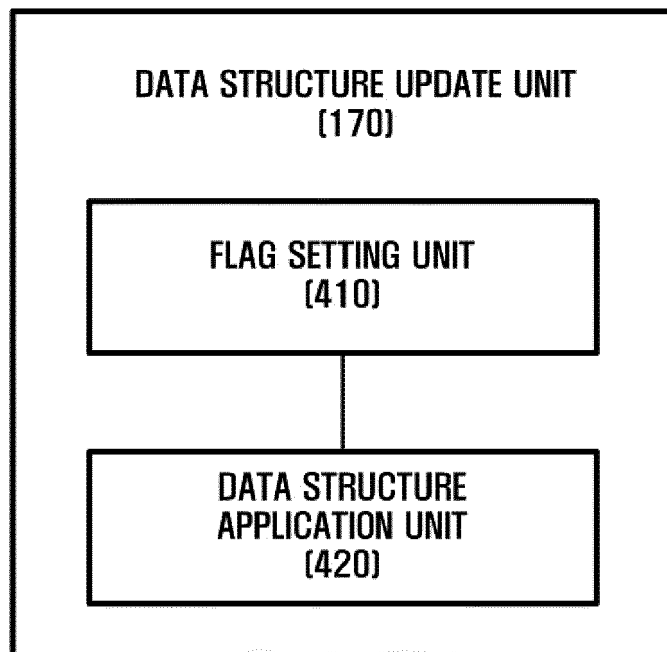 DATA STRUCTURE UPDATE UNIT
(170)
FLAG SETTING UNIT
(410)
DATA STRUCTURE
APPLICATION UNIT
(420)